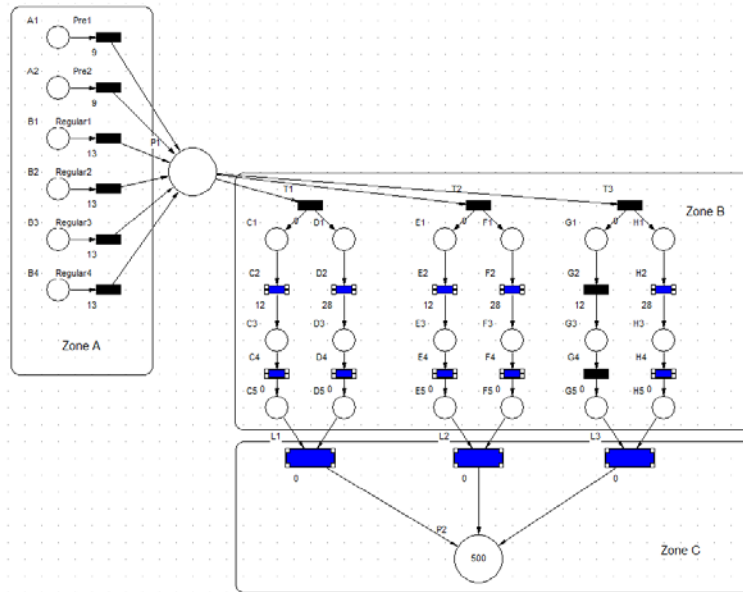 A1 Pre1
9
A2 Pre2
9
B1 Regular1
13
P1
B2 Regular2
13
B3 Regular3
13
B4 Regular4
13
Zone A
T1 T2 T3
Zone B
C1 0 D1 E1 0 F1 G1 0 H1
C2 D2 E2 F2 G2 H2
12 28 12 28 12 28
C3 D3 E3 F3 G3 H3
C4 D4 E4 F4 G4 H4
C5 0 D5 0 E5 0 F5 0 G5 0 H5 0
L1 L2 L3
0 0 0
P2
500
Zone C